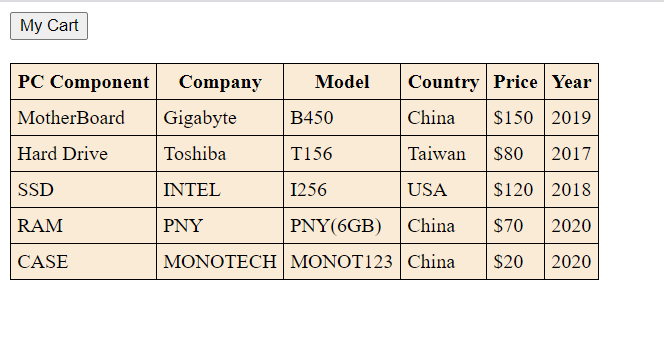 My Cart
PC Component Company Model Country Price Year
MotherBoard Gigabyte B450 China $150 2019
Hard Drive Toshiba T156 Taiwan $80 2017
SSD INTEL I256 USA $120 2018
RAM PNY PNY(6GB) China $70 2020
CASE MONOTECH MONOT123 China $20 2020